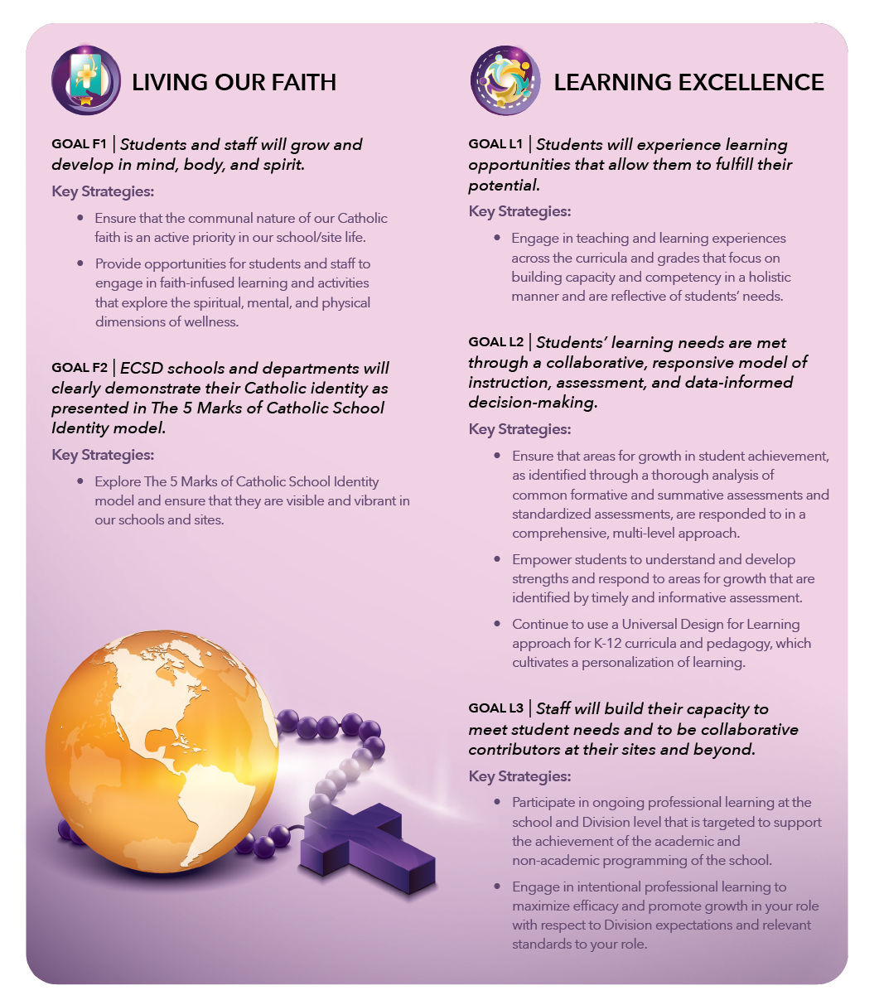 LIVING OUR FAITH
GOAL F1 | Students and staff will grow and
develop in mind, body, and spirit.
Key Strategies:
• Ensure that the communal nature of our Catholic
faith is an active priority in our school/site life.
• Provide opportunities for students and staff to
engage in faith-infused learning and activities
that explore the spiritual, mental, and physical
dimensions of wellness.
GOAL F2 | ECSD schools and departments will
clearly demonstrate their Catholic identity as
presented in The 5 Marks of Catholic School
Identity model.
Key Strategies:
• Explore The 5 Marks of Catholic School Identity
model and ensure that they are visible and vibrant in
our schools and sites.
LEARNING EXCELLENCE
GOAL L1 | Students will experience learning
opportunities that allow them to fulfill their
potential.
Key Strategies:
• Engage in teaching and learning experiences
across the curricula and grades that focus on
building capacity and competency in a holistic
manner and are reflective of students’ needs.
GOAL L2 | Students’ learning needs are met
through a collaborative, responsive model of
instruction, assessment, and data-informed
decision-making.
Key Strategies:
• Ensure that areas for growth in student achievement,
as identified through a thorough analysis of
common formative and summative assessments and
standardized assessments, are responded to in a
comprehensive, multi-level approach.
• Empower students to understand and develop
strengths and respond to areas for growth that are
identified by timely and informative assessment.
• Continue to use a Universal Design for Learning
approach for K-12 curricula and pedagogy, which
cultivates a personalization of learning.
GOAL L3 | Staff will build their capacity to
meet student needs and to be collaborative
contributors at their sites and beyond.
Key Strategies:
• Participate in ongoing professional learning at the
school and Division level that is targeted to support
the achievement of the academic and
non-academic programming of the school.
• Engage in intentional professional learning to
maximize efficacy and promote growth in your role
with respect to Division expectations and relevant
standards to your role.